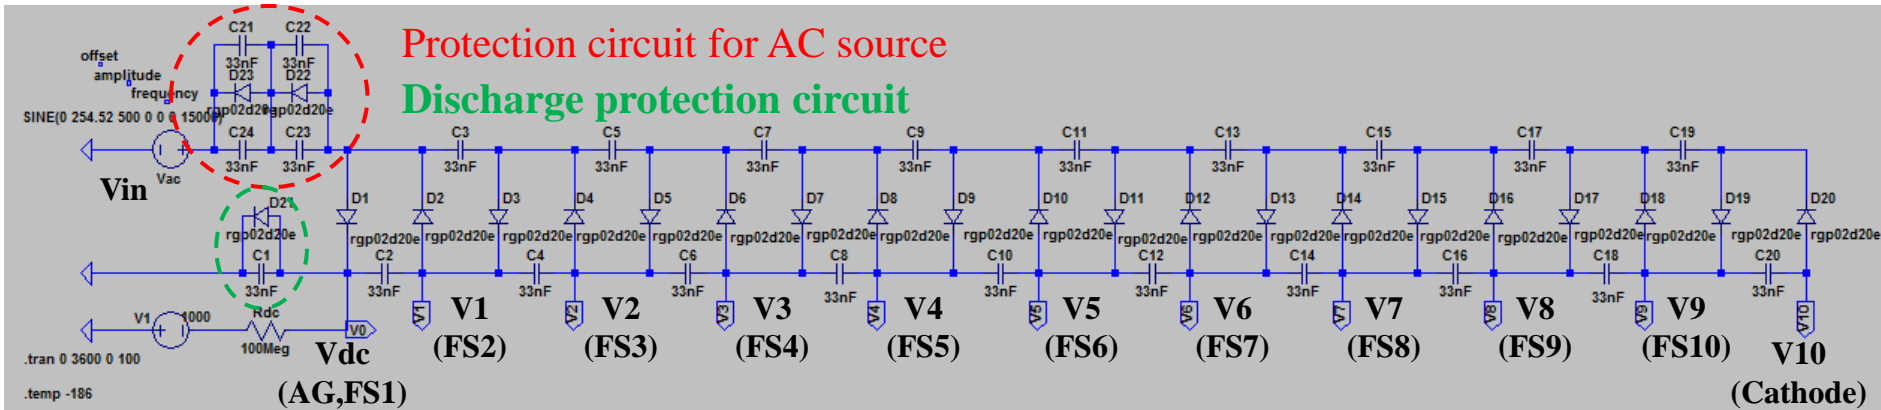 Protection circuit for AC source
Discharge protection circuit
offset
amplitude
frequency
SINE(0 254.52 500 0 0 0 15000)
C21
33nF
C22
33nF
D23
rgp02d20e
D22
rgp02d20e
C24
33nF
C23
33nF
Vac
Vin
D21
rgp02d20e
C1
33nF
V1
1000
Rdc
100Meg
V0
Vdc
(AG,FS1)
.tran 0 3600 0 100
.temp -186
C3
33nF
C5
33nF
C7
33nF
C9
33nF
C11
33nF
C13
33nF
C15
33nF
C17
33nF
C19
33nF
D1
rgp02d20e
D2
rgp02d20e
D3
rgp02d20e
D4
rgp02d20e
D5
rgp02d20e
D6
rgp02d20e
D7
rgp02d20e
D8
rgp02d20e
D9
rgp02d20e
D10
rgp02d20e
D11
rgp02d20e
D12
rgp02d20e
D13
rgp02d20e
D14
rgp02d20e
D15
rgp02d20e
D16
rgp02d20e
D17
rgp02d20e
D18
rgp02d20e
D19
rgp02d20e
D20
rgp02d20e
C2
33nF
C4
33nF
C6
33nF
C8
33nF
C10
33nF
C12
33nF
C14
33nF
C16
33nF
C18
33nF
C20
33nF
V1
V1
(FS2)
V2
V2
(FS3)
V3
V3
(FS4)
V4
V4
(FS5)
V5
V5
(FS6)
V6
V6
(FS7)
V7
V7
(FS8)
V8
V8
(FS9)
V9
V9
(FS10)
V10
V10
(Cathode)